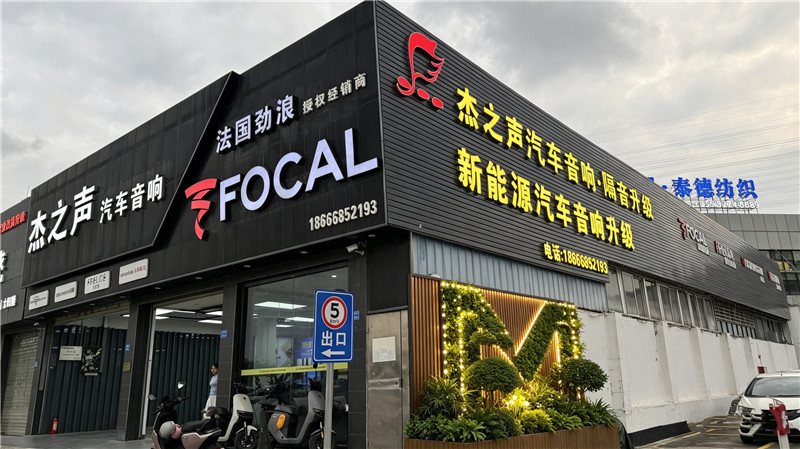 杰之声 汽车音响
法国劲浪 授权经销商
FOCAL
18666852193
杰之声汽车音响·隔音升级
新能源汽车音响升级
电话:18666852193
泰德纺织
FOCAL
5
出口